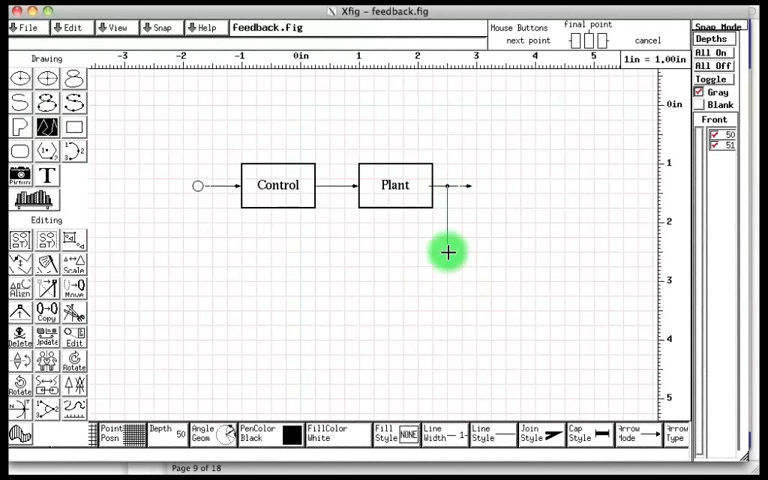 Xfig - feedback.fig
File Edit View Snap Help feedback.fig
Mouse Buttons
final point
next point cancel
Snap Mode
Depths
All On
All Off
Toggle
Gray
Blank
Front
50
51
Drawing
-3 -2 -1 0in 1 2 3 4 5 1in = 1.00in
0in
1
2
3
4
5
Control Plant
Picture
T
Editing
Scale
Align Move
Copy
Delete Update Edit
Rotate
Rotate
Point Posn
Depth 50
Angle Geom
PenColor Black
FillColor White
Fill Style NONE
Line Width 1
Line Style
Join Style
Cap Style
Arrow Mode
Arrow Type
Page 9 of 18